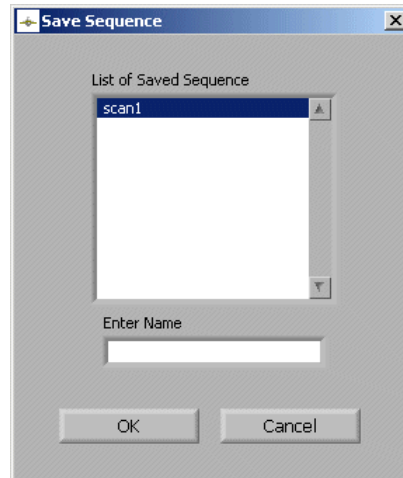 Save Sequence
List of Saved Sequence
scan1
Enter Name
OK
Cancel